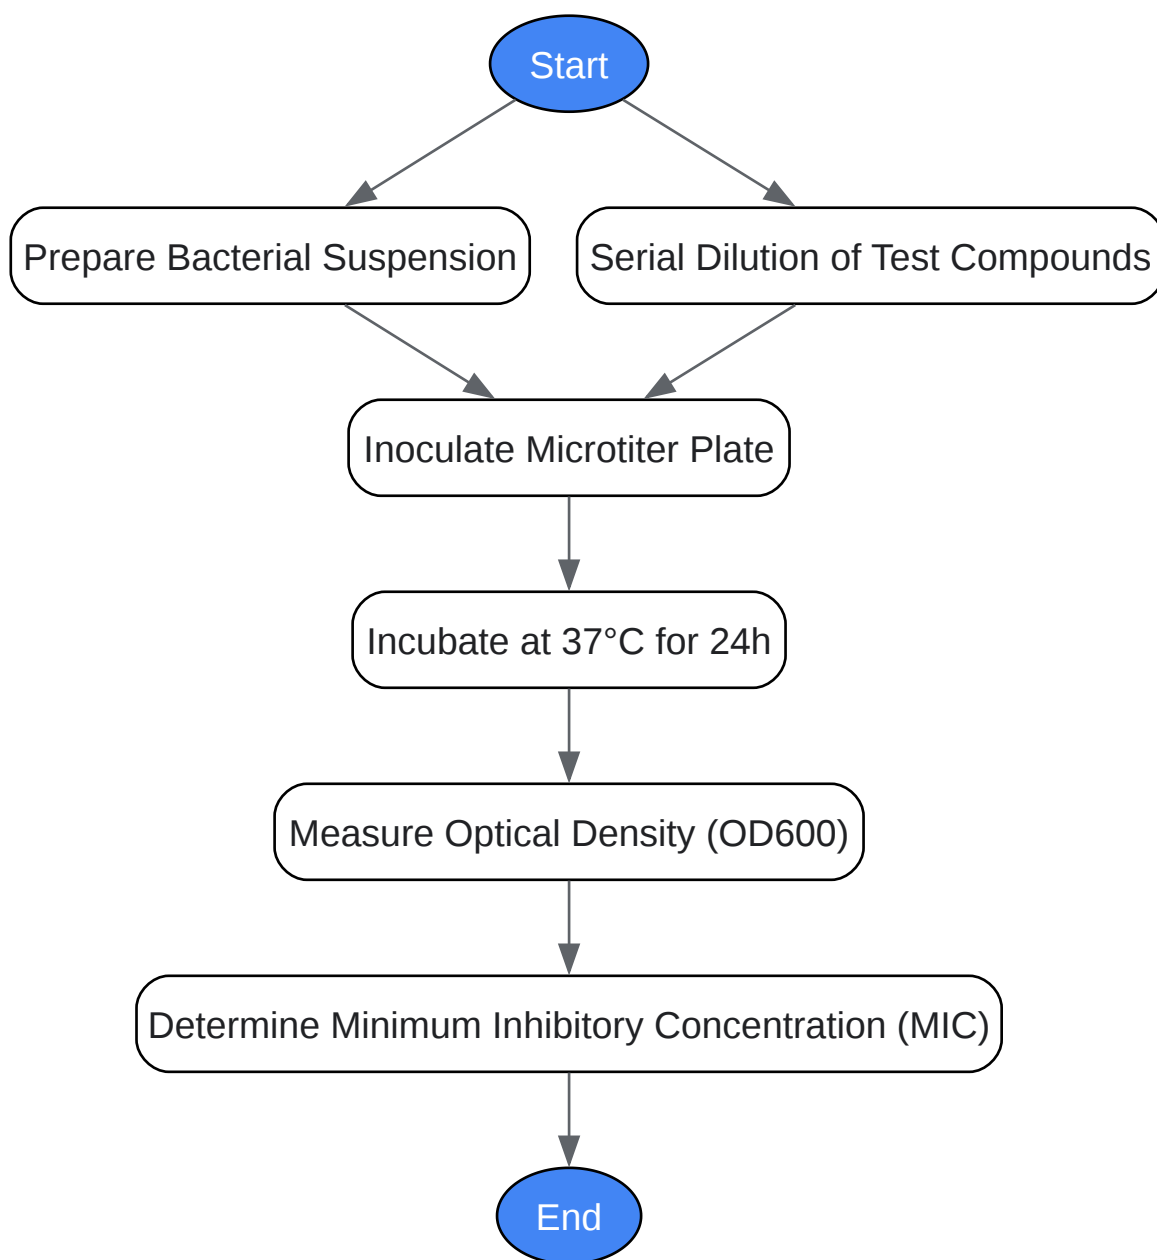 Start
Prepare Bacterial Suspension
Serial Dilution of Test Compounds
Inoculate Microtiter Plate
Incubate at 37°C for 24h
Measure Optical Density (OD600)
Determine Minimum Inhibitory Concentration (MIC)
End